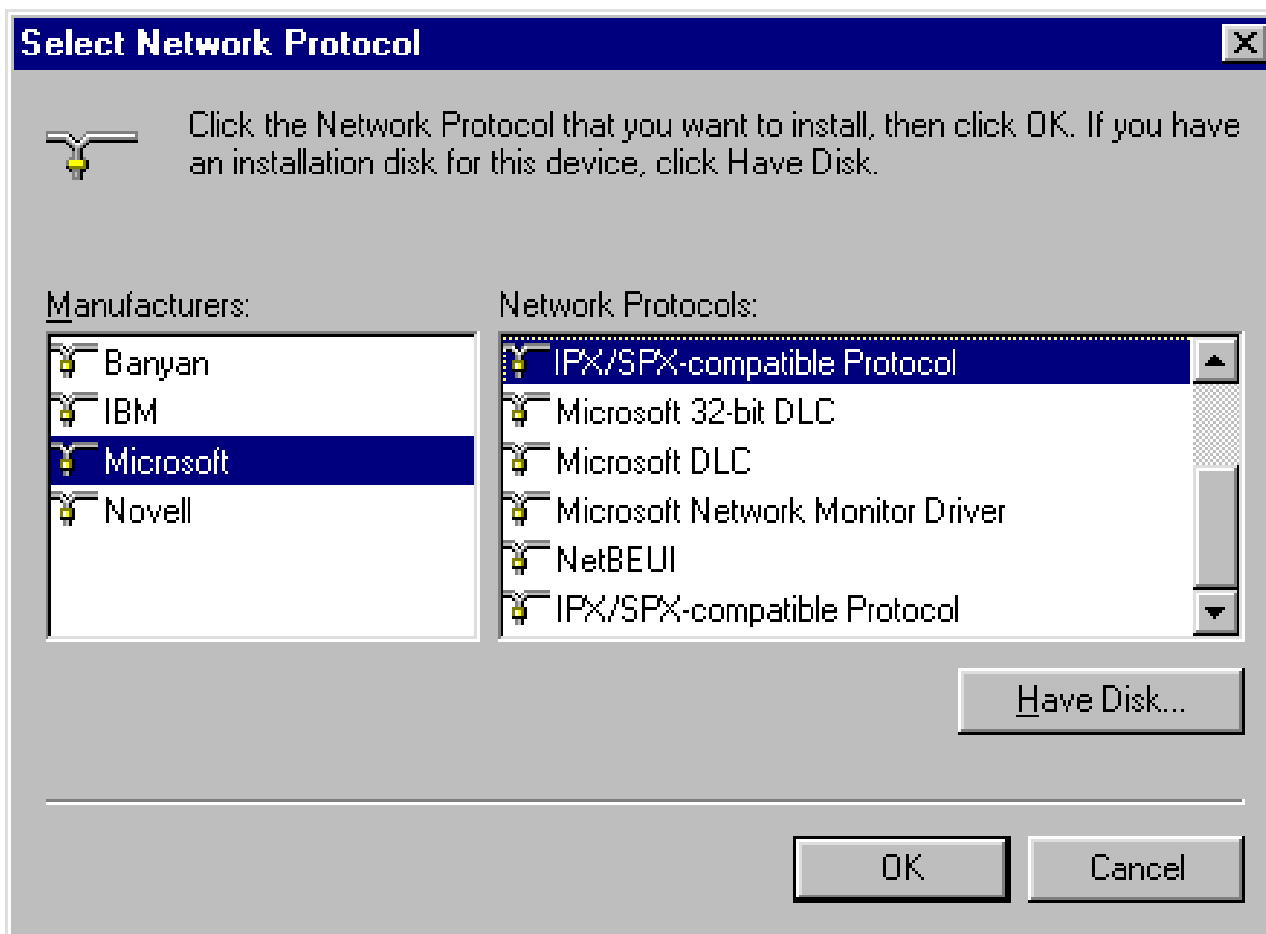 Select Network Protocol
Click the Network Protocol that you want to install, then click OK. If you have
an installation disk for this device, click Have Disk.
Manufacturers:
Banyan
IBM
Microsoft
Novell
Network Protocols:
IPX/SPX-compatible Protocol
Microsoft 32-bit DLC
Microsoft DLC
Microsoft Network Monitor Driver
NetBEUI
IPX/SPX-compatible Protocol
Have Disk...
OK
Cancel